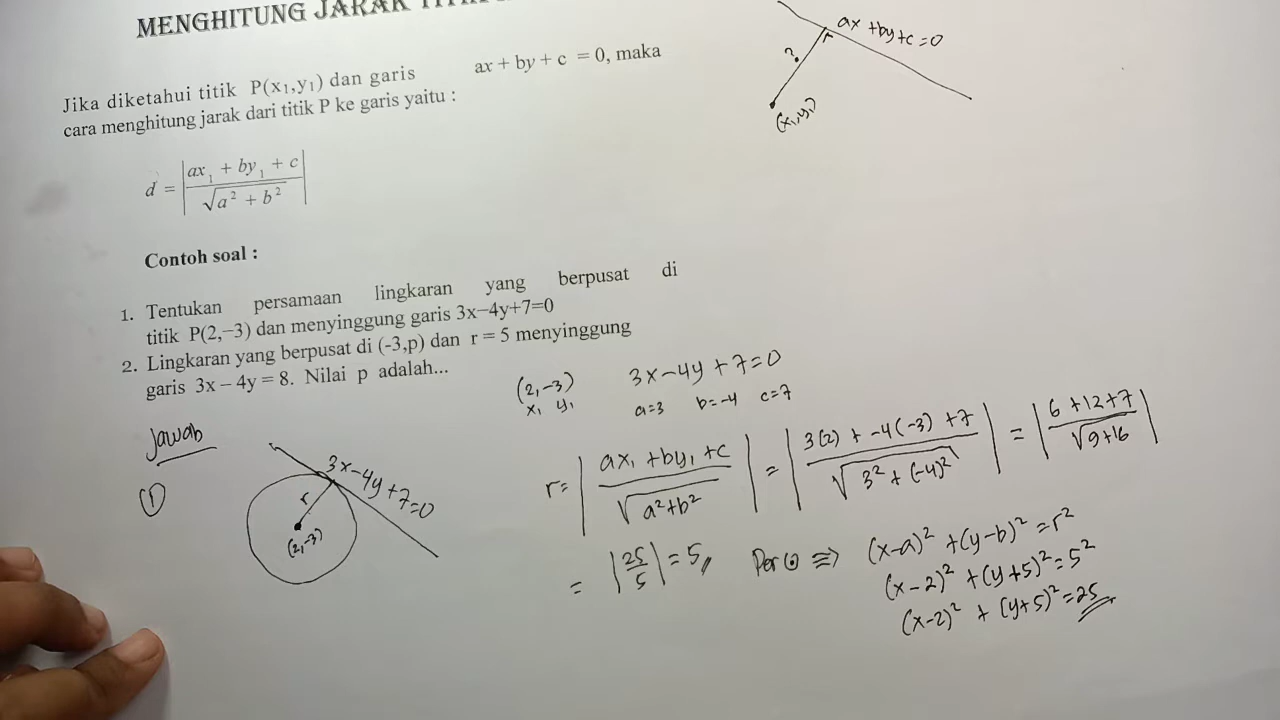 MENGHITUNG JARAK
Jika diketahui titik P(x₁,y₁) dan garis ax + by + c = 0, maka
cara menghitung jarak dari titik P ke garis yaitu :
d = |(ax₁ + by₁ + c)/√(a² + b²)|
ax + by + c = 0
?
(x₁,y₁)
Contoh soal :
1. Tentukan persamaan lingkaran yang berpusat di
titik P(2,−3) dan menyinggung garis 3x−4y+7=0
2. Lingkaran yang berpusat di (-3,p) dan r = 5 menyinggung
garis 3x – 4y = 8. Nilai p adalah...
Jawab
①
3x-4y+7=0
r
(2,-3)
(2,-3) 3x-4y+7=0
x₁ y₁ a=3 b=-4 c=7
r = |(ax₁ + by₁ + c)/√(a²+b²)| = |(3(2) + -4(-3) + 7)/√(3² + (-4)²)| = |(6+12+7)/√(9+16)|
= |25/5| = 5,, Per ⊙ ⇒ (x-a)² + (y-b)² = r²
(x-2)² + (y+5)² = 5²
(x-2)² + (y+5)² = 25